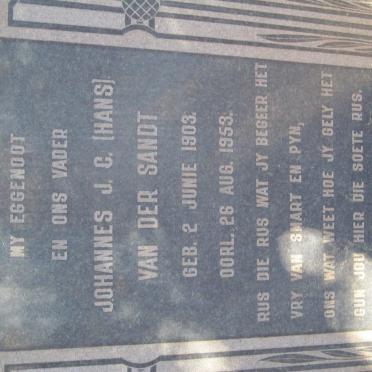 MY EGGENOOT
EN ONS VADER
JOHANNES J. C. (HANS)
VAN DER SANDT
GEB. 2 JUNIE 1903.
OORL. 26 AUG. 1953.
RUS DIE RUS WAT JY BEGEER HET
VRY VAN SMART EN PYN,
ONS WAT WEET HOE JY GELY HET
GUN JOU HIER DIE SOETE RUS.